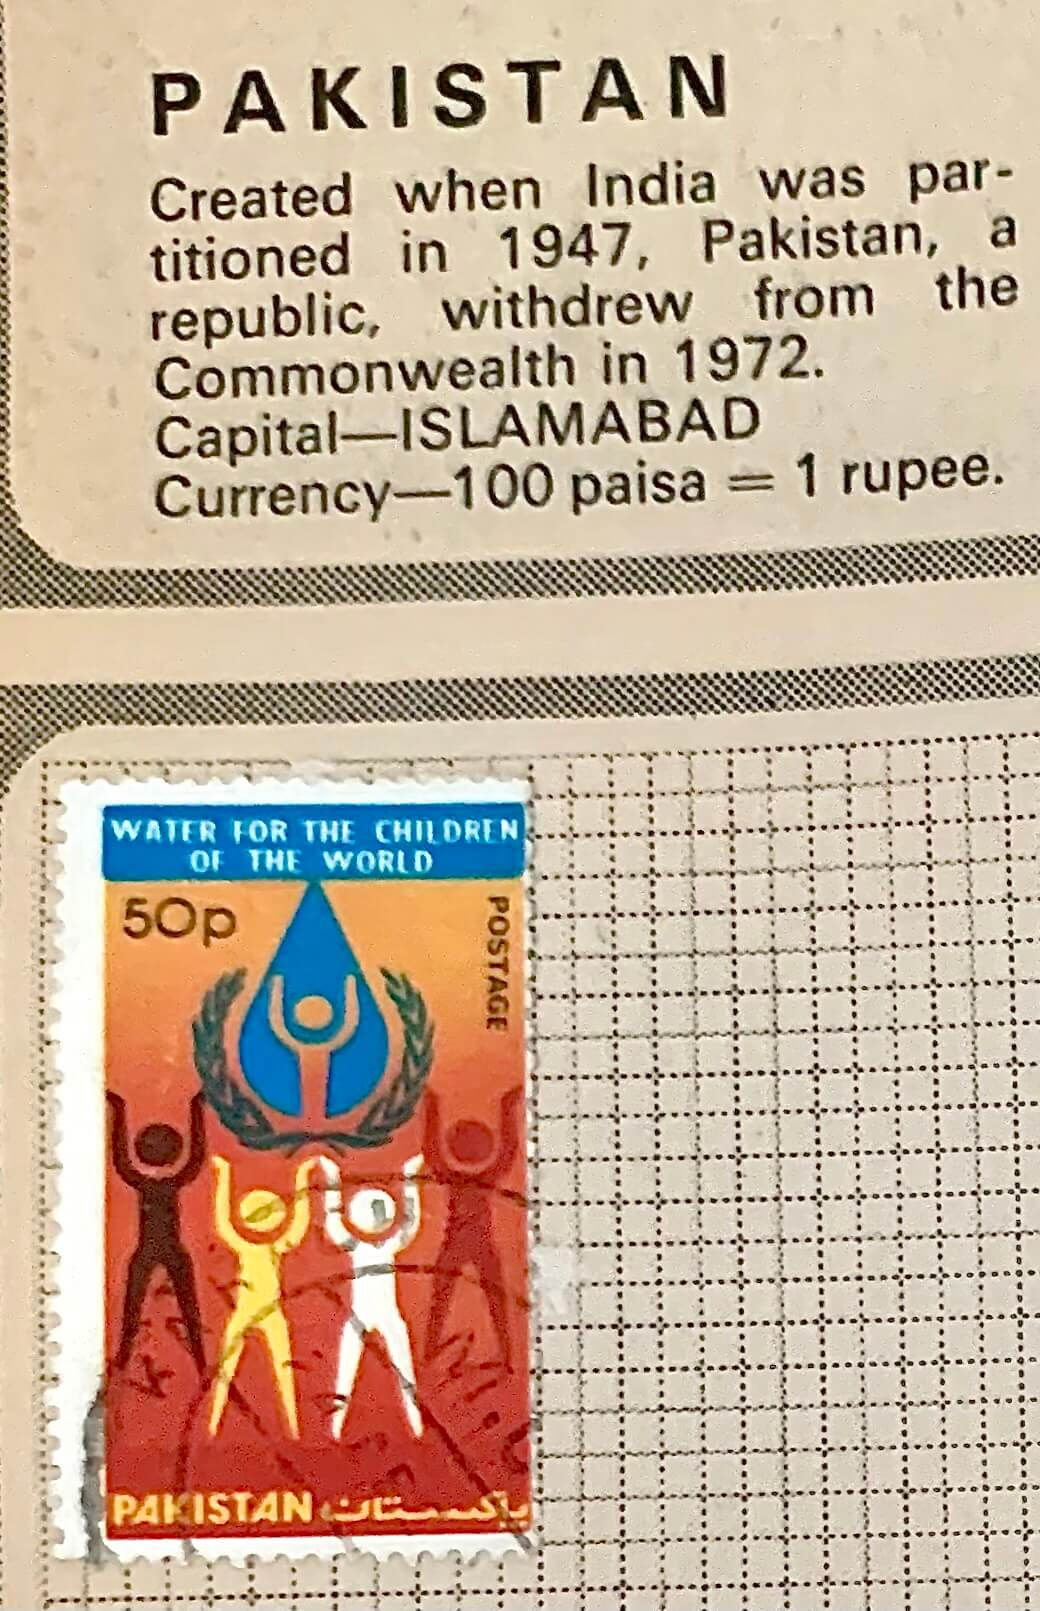 PAKISTAN
Created when India was par-
titioned in 1947, Pakistan, a
republic, withdrew from the
Commonwealth in 1972.
Capital—ISLAMABAD
Currency—100 paisa = 1 rupee.
WATER FOR THE CHILDREN
OF THE WORLD
50p
POSTAGE
PAKISTAN پاکستان